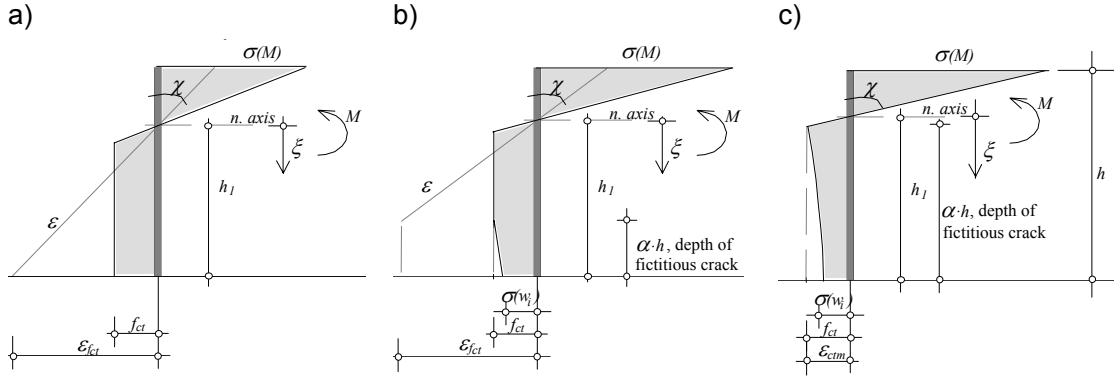 a)
σ(M)
χ
n. axis
M
ξ
ε
h1
fct
εfct
b)
σ(M)
χ
n. axis
M
ξ
ε
h1
α·h, depth of
fictitious crack
σ(wi)
fct
εfct
c)
σ(M)
χ
n. axis
M
ξ
h
h1
α·h, depth of
fictitious crack
σ(wi)
fct
εctm